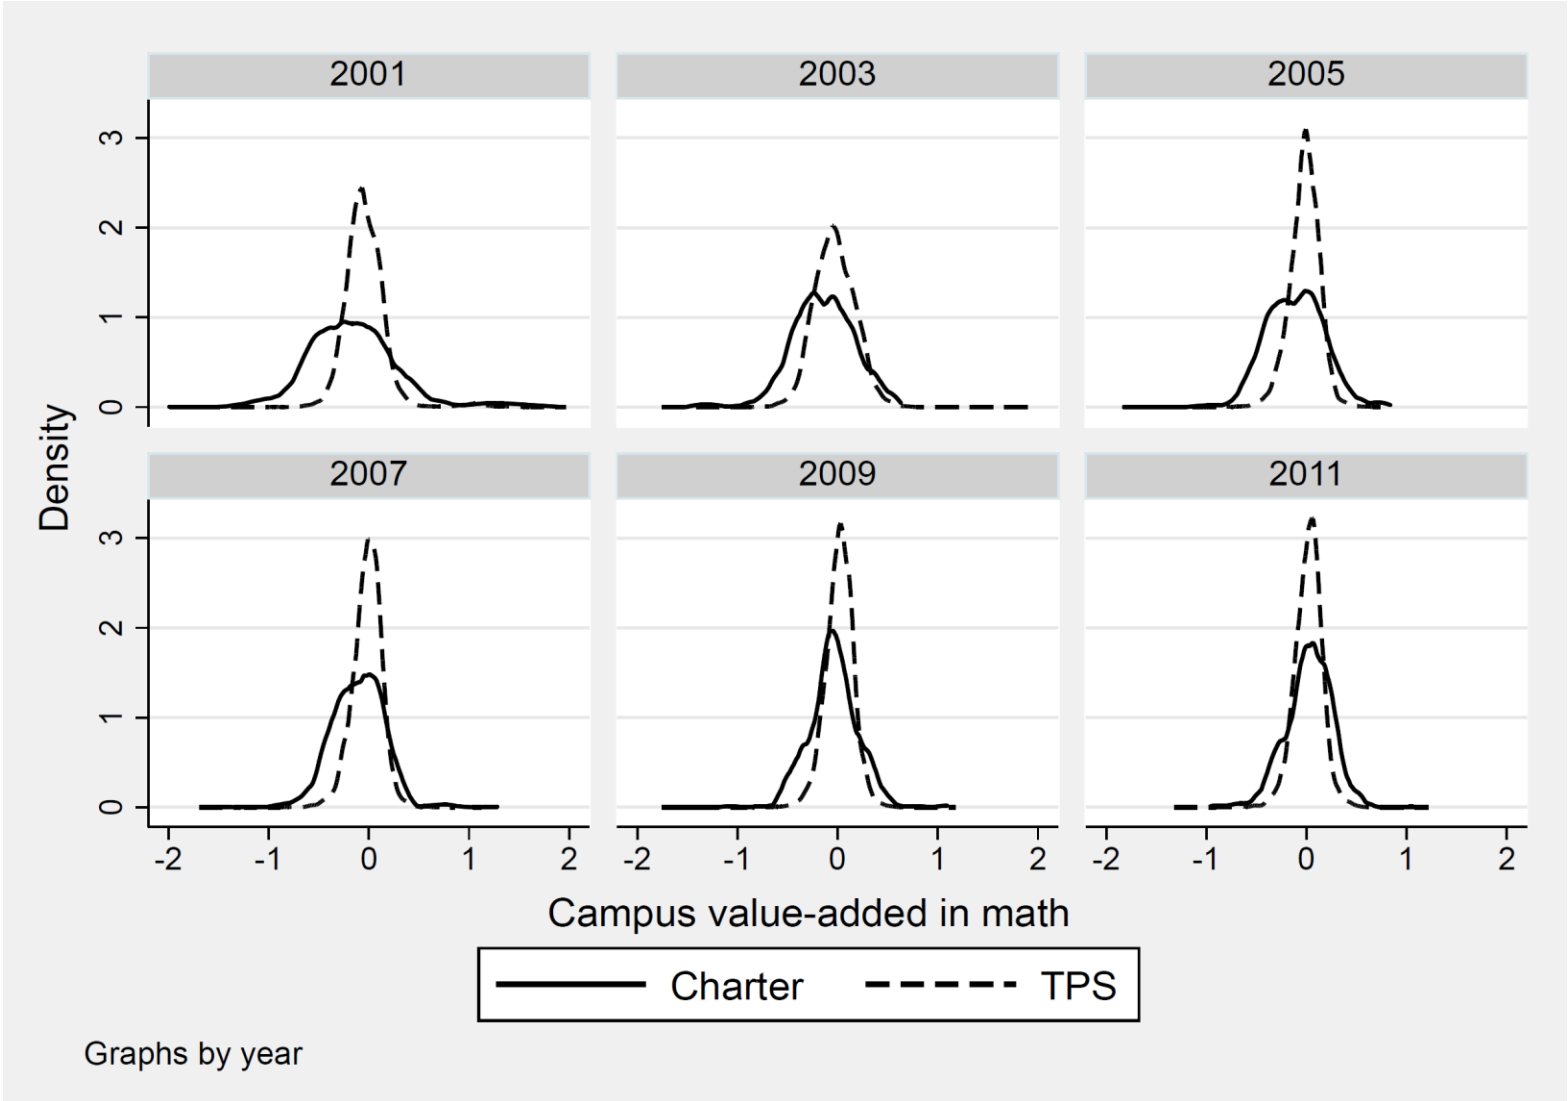 2001 2003 2005
3
2
1
0
2007 2009 2011
3
2
1
0
-2 -1 0 1 2 -2 -1 0 1 2 -2 -1 0 1 2
Density
Campus value-added in math
Charter TPS
Graphs by year